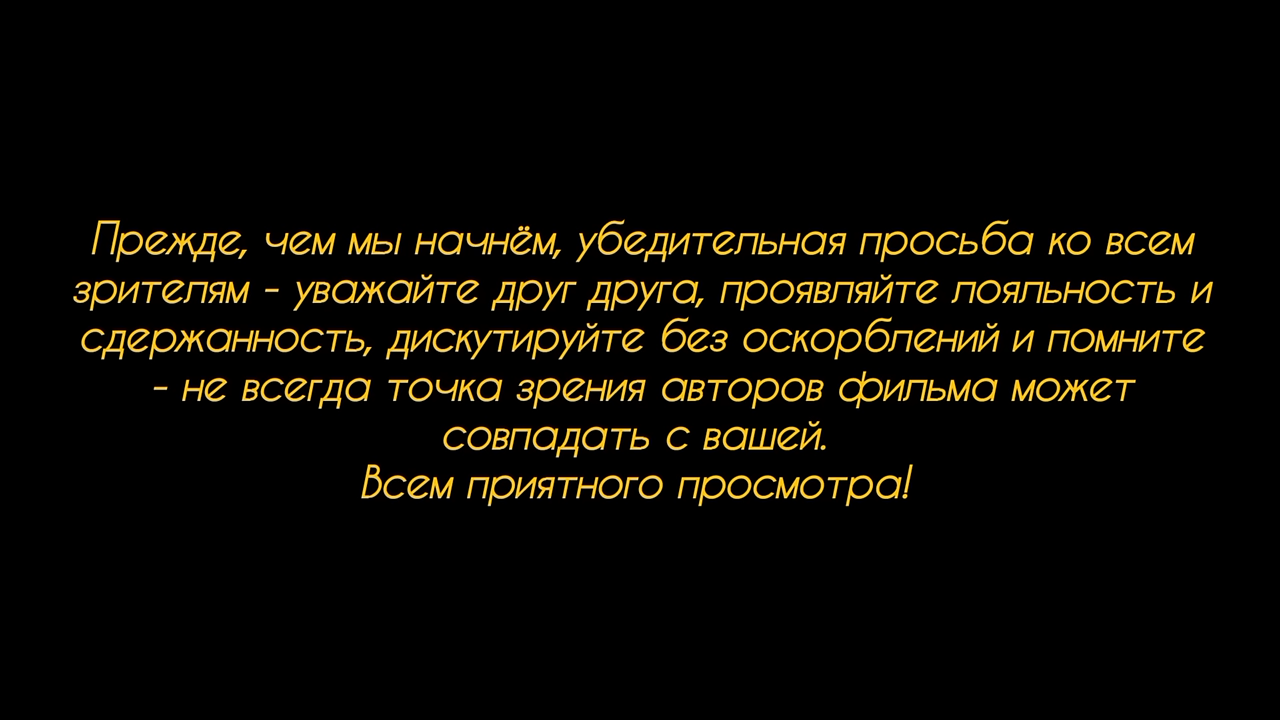 Прежде, чем мы начнём, убедительная просьба ко всем
зрителям - уважайте друг друга, проявляйте лояльность и
сдержанность, дискутируйте без оскорблений и помните
- не всегда точка зрения авторов фильма может
совпадать с вашей.
Всем приятного просмотра!